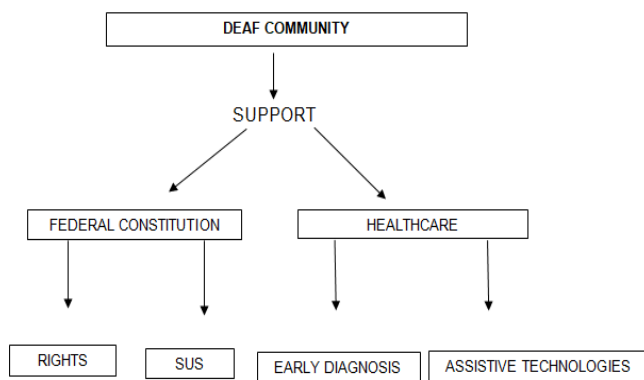 DEAF COMMUNITY
SUPPORT
FEDERAL CONSTITUTION
HEALTHCARE
RIGHTS
SUS
EARLY DIAGNOSIS
ASSISTIVE TECHNOLOGIES